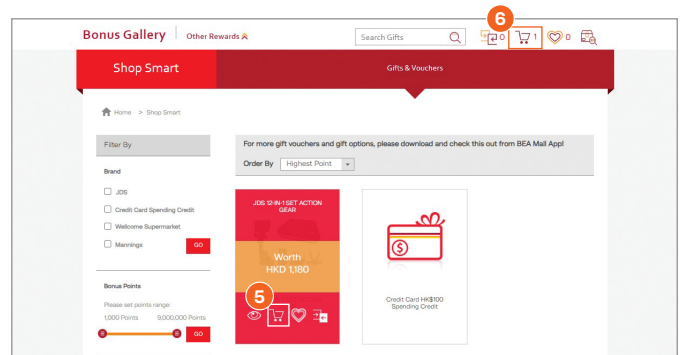 6
Bonus Gallery
Other Rewards
Search Gifts
0
1
0
Shop Smart
Gifts & Vouchers
Home > Shop Smart
Filter By
Brand
JDS
Credit Card Spending Credit
Wellcome Supermarket
Mannings
GO
Bonus Points
Please set points range:
1,000 Points 9,000,000 Points
GO
For more gift vouchers and gift options, please download and check this out from BEA Mall App!
Order By Highest Point
JDS 12-IN-1 SET ACTION
GEAR
Worth
HKD 1,180
5
$
Credit Card HK$100
Spending Credit